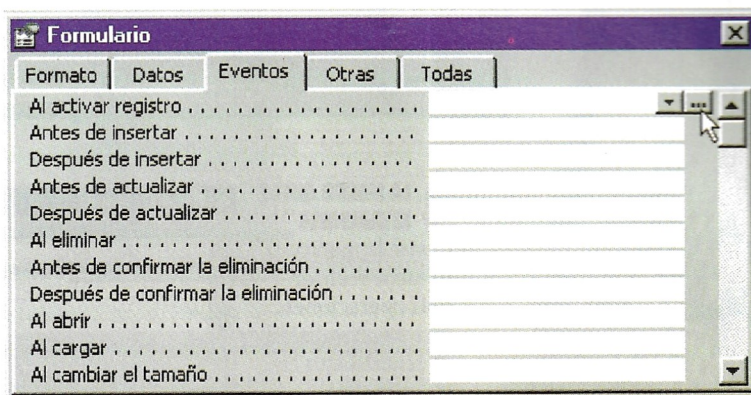 Formulario
Formato Datos Eventos Otras Todas
Al activar registro . . . . . . . . . . . . . . . . . . . . ...
Antes de insertar . . . . . . . . . . . . . . . . . .
Después de insertar . . . . . . . . . . . . . . . .
Antes de actualizar . . . . . . . . . . . . . . . . .
Después de actualizar . . . . . . . . . . . . . . .
Al eliminar . . . . . . . . . . . . . . . . . . . . . . .
Antes de confirmar la eliminación . . . . . . . .
Después de confirmar la eliminación . . . . . . .
Al abrir . . . . . . . . . . . . . . . . . . . . . . . . .
Al cargar . . . . . . . . . . . . . . . . . . . . . . . .
Al cambiar el tamaño . . . . . . . . . . . . . . . .